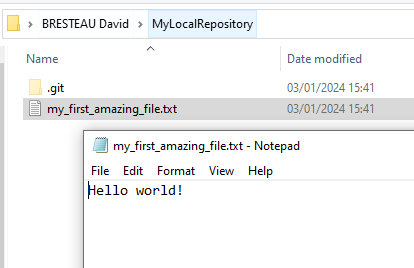 BRESTEAU David > MyLocalRepository
Name Date modified
.git 03/01/2024 15:41
my_first_amazing_file.txt 03/01/2024 15:41
my_first_amazing_file.txt - Notepad
File Edit Format View Help
Hello world!